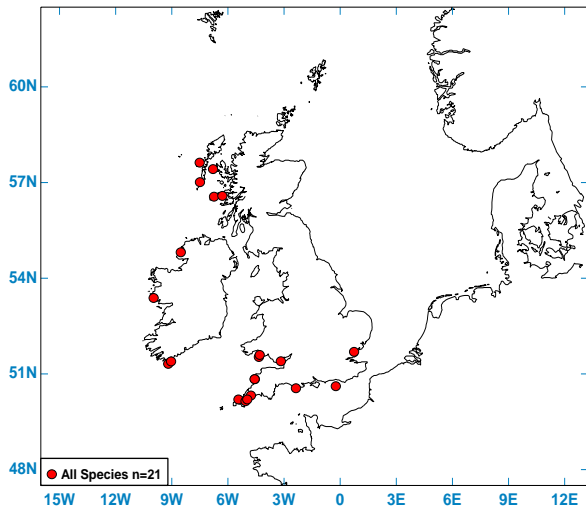 60N
57N
54N
51N
48N
All Species n=21
15W 12W 9W 6W 3W 0 3E 6E 9E 12E